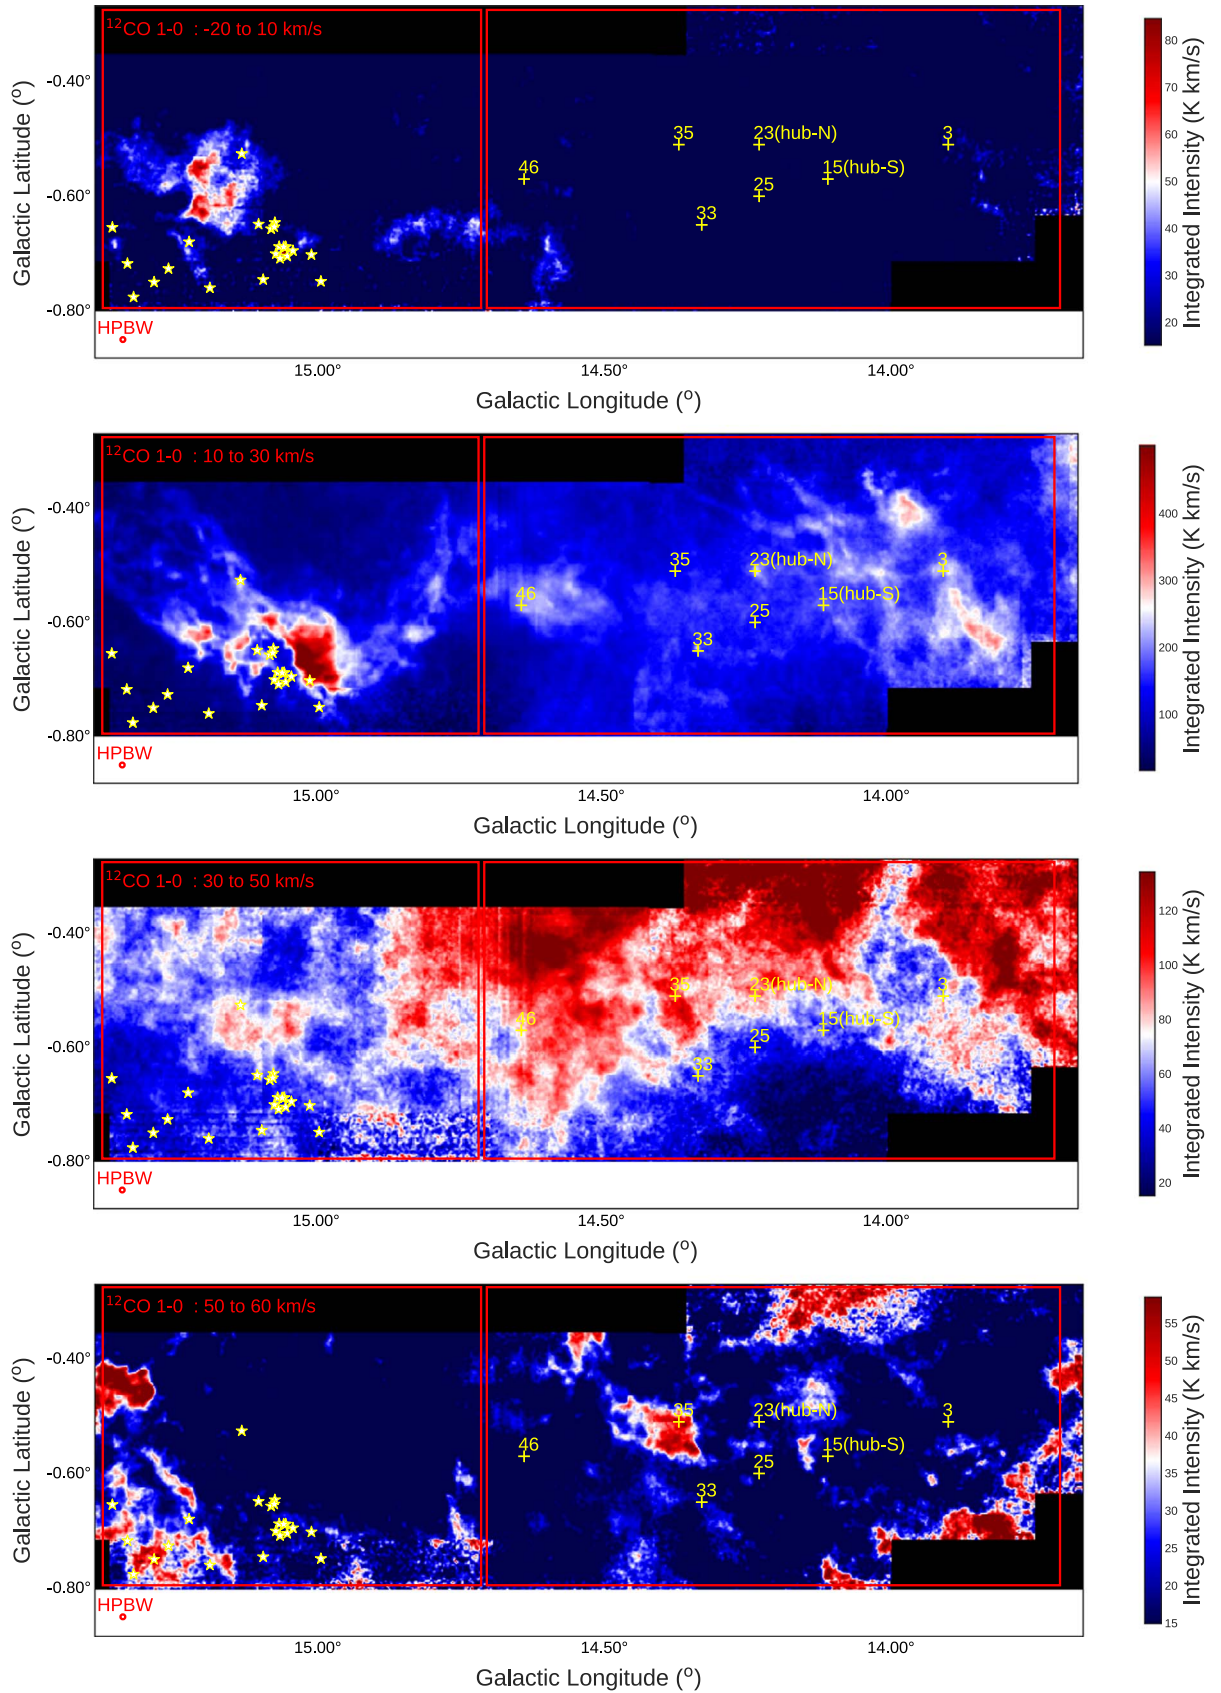 ¹²CO 1-0 : -20 to 10 km/s
-0.40°
-0.60°
-0.80°
Galactic Latitude (°)
35
23(hub-N)
3
46
25
15(hub-S)
33
HPBW
15.00°
14.50°
14.00°
Galactic Longitude (°)
80
70
60
50
40
30
20
Integrated Intensity (K km/s)
¹²CO 1-0 : 10 to 30 km/s
-0.40°
-0.60°
-0.80°
Galactic Latitude (°)
35
23(hub-N)
3
46
25
15(hub-S)
33
HPBW
15.00°
14.50°
14.00°
Galactic Longitude (°)
400
300
200
100
Integrated Intensity (K km/s)
¹²CO 1-0 : 30 to 50 km/s
-0.40°
-0.60°
-0.80°
Galactic Latitude (°)
35
23(hub-N)
3
46
15(hub-S)
25
33
HPBW
15.00°
14.50°
14.00°
Galactic Longitude (°)
120
100
80
60
40
20
Integrated Intensity (K km/s)
¹²CO 1-0 : 50 to 60 km/s
-0.40°
-0.60°
-0.80°
Galactic Latitude (°)
35
23(hub-N)
3
46
15(hub-S)
25
33
HPBW
15.00°
14.50°
14.00°
Galactic Longitude (°)
55
50
45
40
35
30
25
20
15
Integrated Intensity (K km/s)